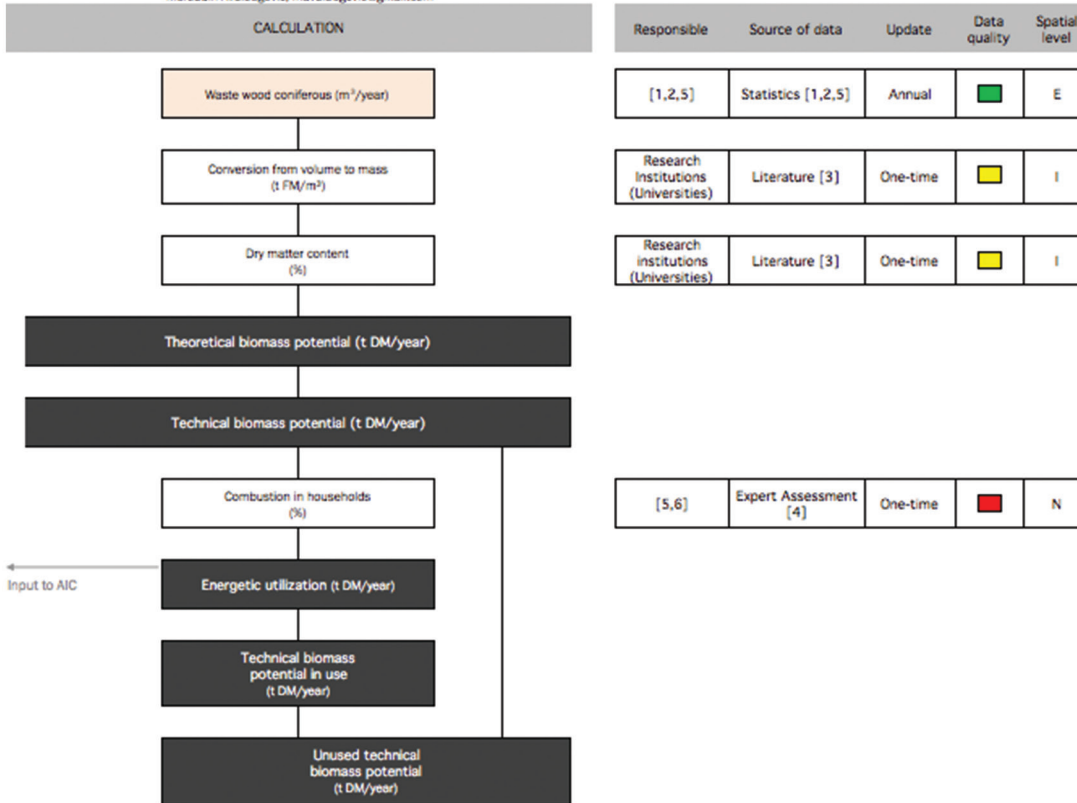 CALCULATION
Responsible
Source of data
Update
Data
quality
Spatial
level
Waste wood coniferous (m³/year)
[1,2,5]
Statistics [1,2,5]
Annual
E
Conversion from volume to mass
(t FM/m³)
Research
Institutions
(Universities)
Literature [3]
One-time
I
Dry matter content
(%)
Research
institutions
(Universities)
Literature [3]
One-time
I
Theoretical biomass potential (t DM/year)
Technical biomass potential (t DM/year)
Combustion in households
(%)
[5,6]
Expert Assessment
[4]
One-time
N
Input to AIC
Energetic utilization (t DM/year)
Technical biomass
potential in use
(t DM/year)
Unused technical
biomass potential
(t DM/year)